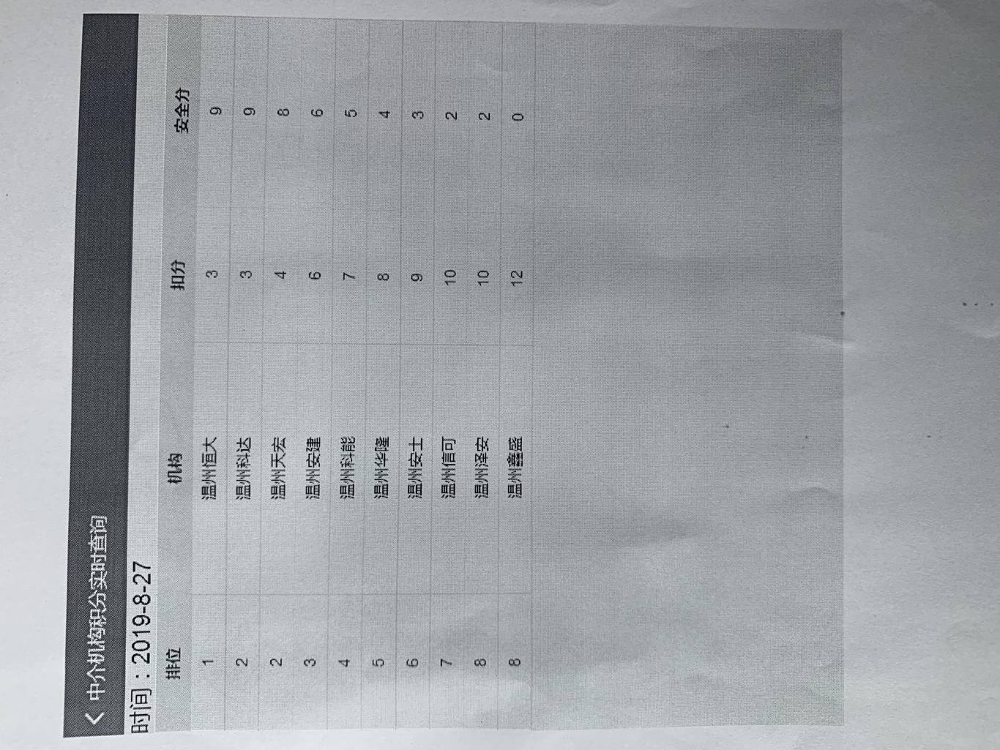 中介机构积分实时查询
时间：2019-8-27
排位 机构 扣分 安全分
1 温州恒大 3 9
2 温州科达 3 9
2 温州天宏 4 8
3 温州安建 6 6
4 温州科能 7 5
5 温州华隆 8 4
6 温州安士 9 3
7 温州信可 10 2
8 温州泽安 10 2
8 温州鑫盛 12 0